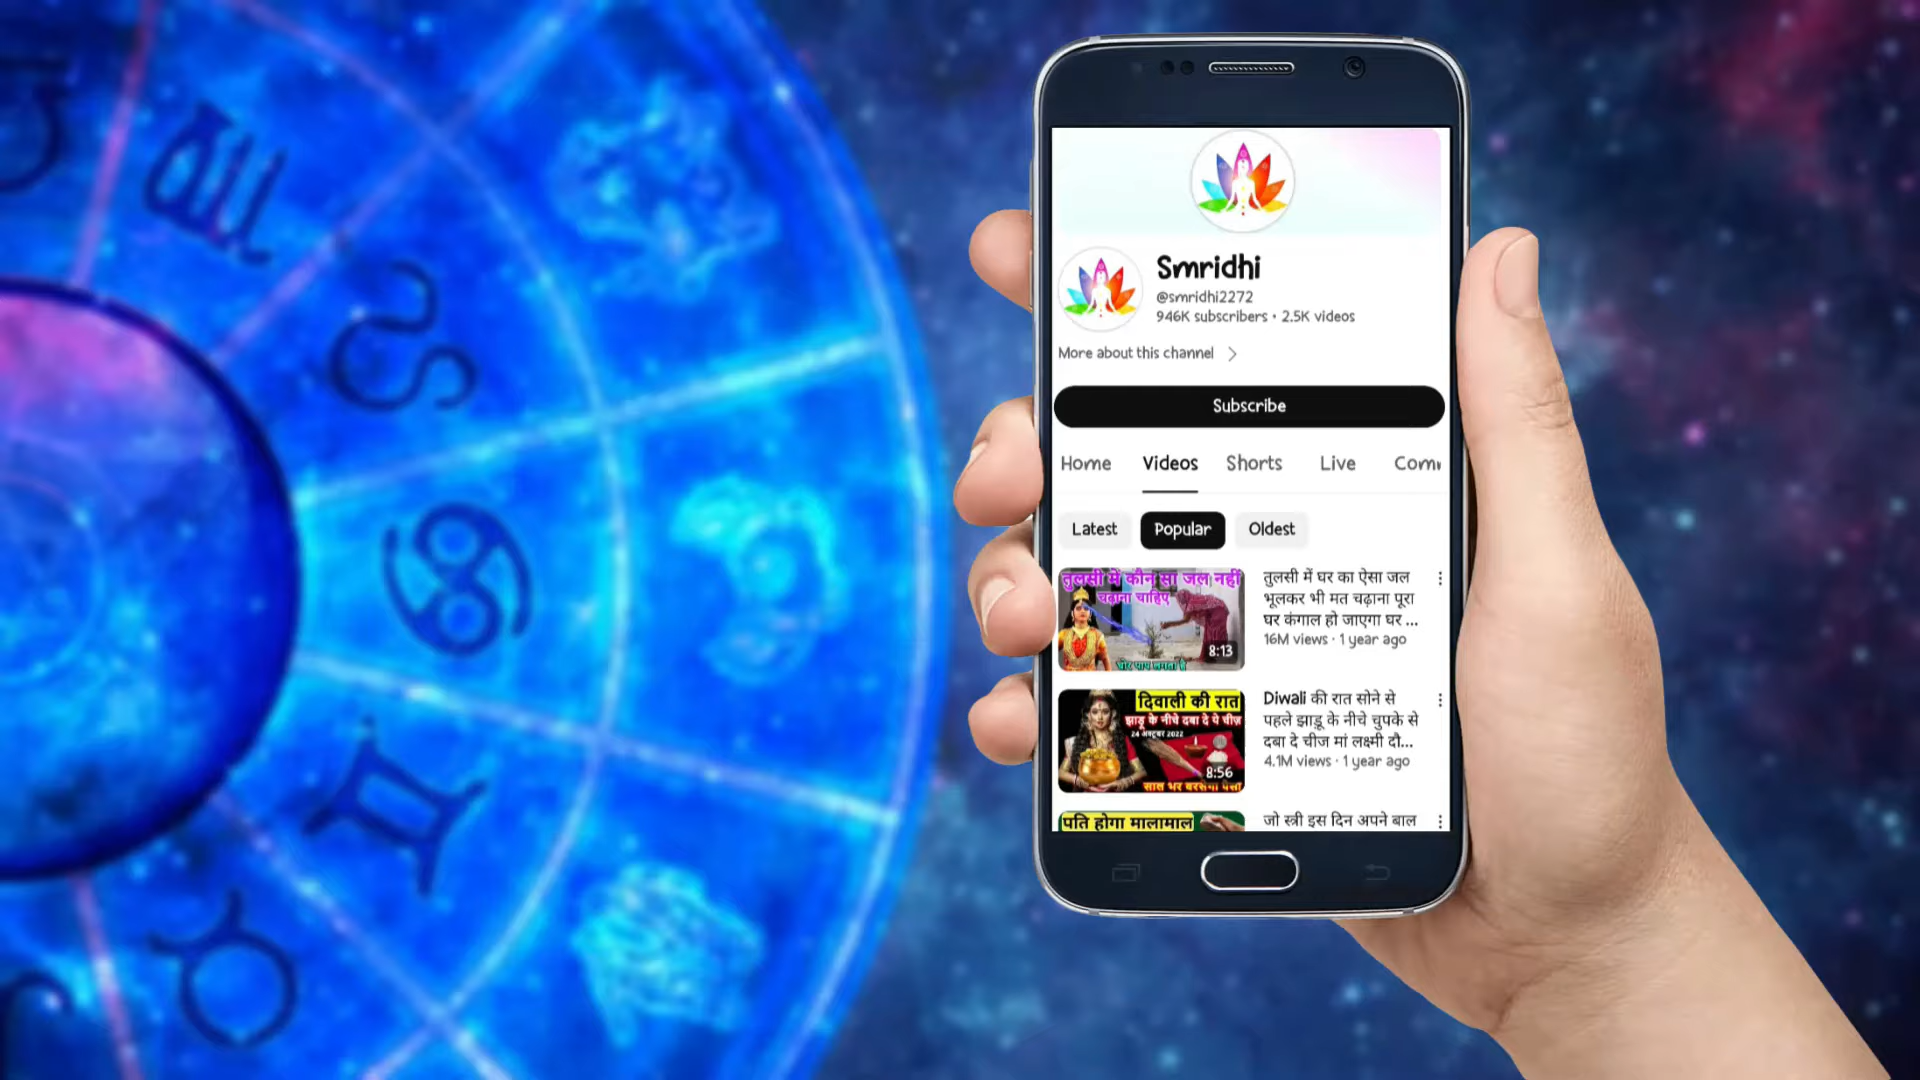 Smridhi
@smridhi2272
946K subscribers • 2.5K videos
More about this channel
Subscribe
Home Videos Shorts Live
Latest Popular Oldest
तुलसी में कौन सा जल नहीं
चढ़ाना चाहिए
8:13
तुलसी में घर का ऐसा जल
भूलकर भी मत चढ़ाना पूरा
घर कंगाल हो जाएगा घर ...
16M views · 1 year ago
दिवाली की रात
झाड़ू के नीचे दबा दे ये चीज़
24 अक्टूबर 2022
8:56
साल भर बरसेगा पैसा
Diwali की रात सोने से
पहले झाड़ू के नीचे चुपके से
दबा दे चीज मां लक्ष्मी दौ...
4.1M views · 1 year ago
पति होगा मालामाल
जो स्त्री इस दिन अपने बाल